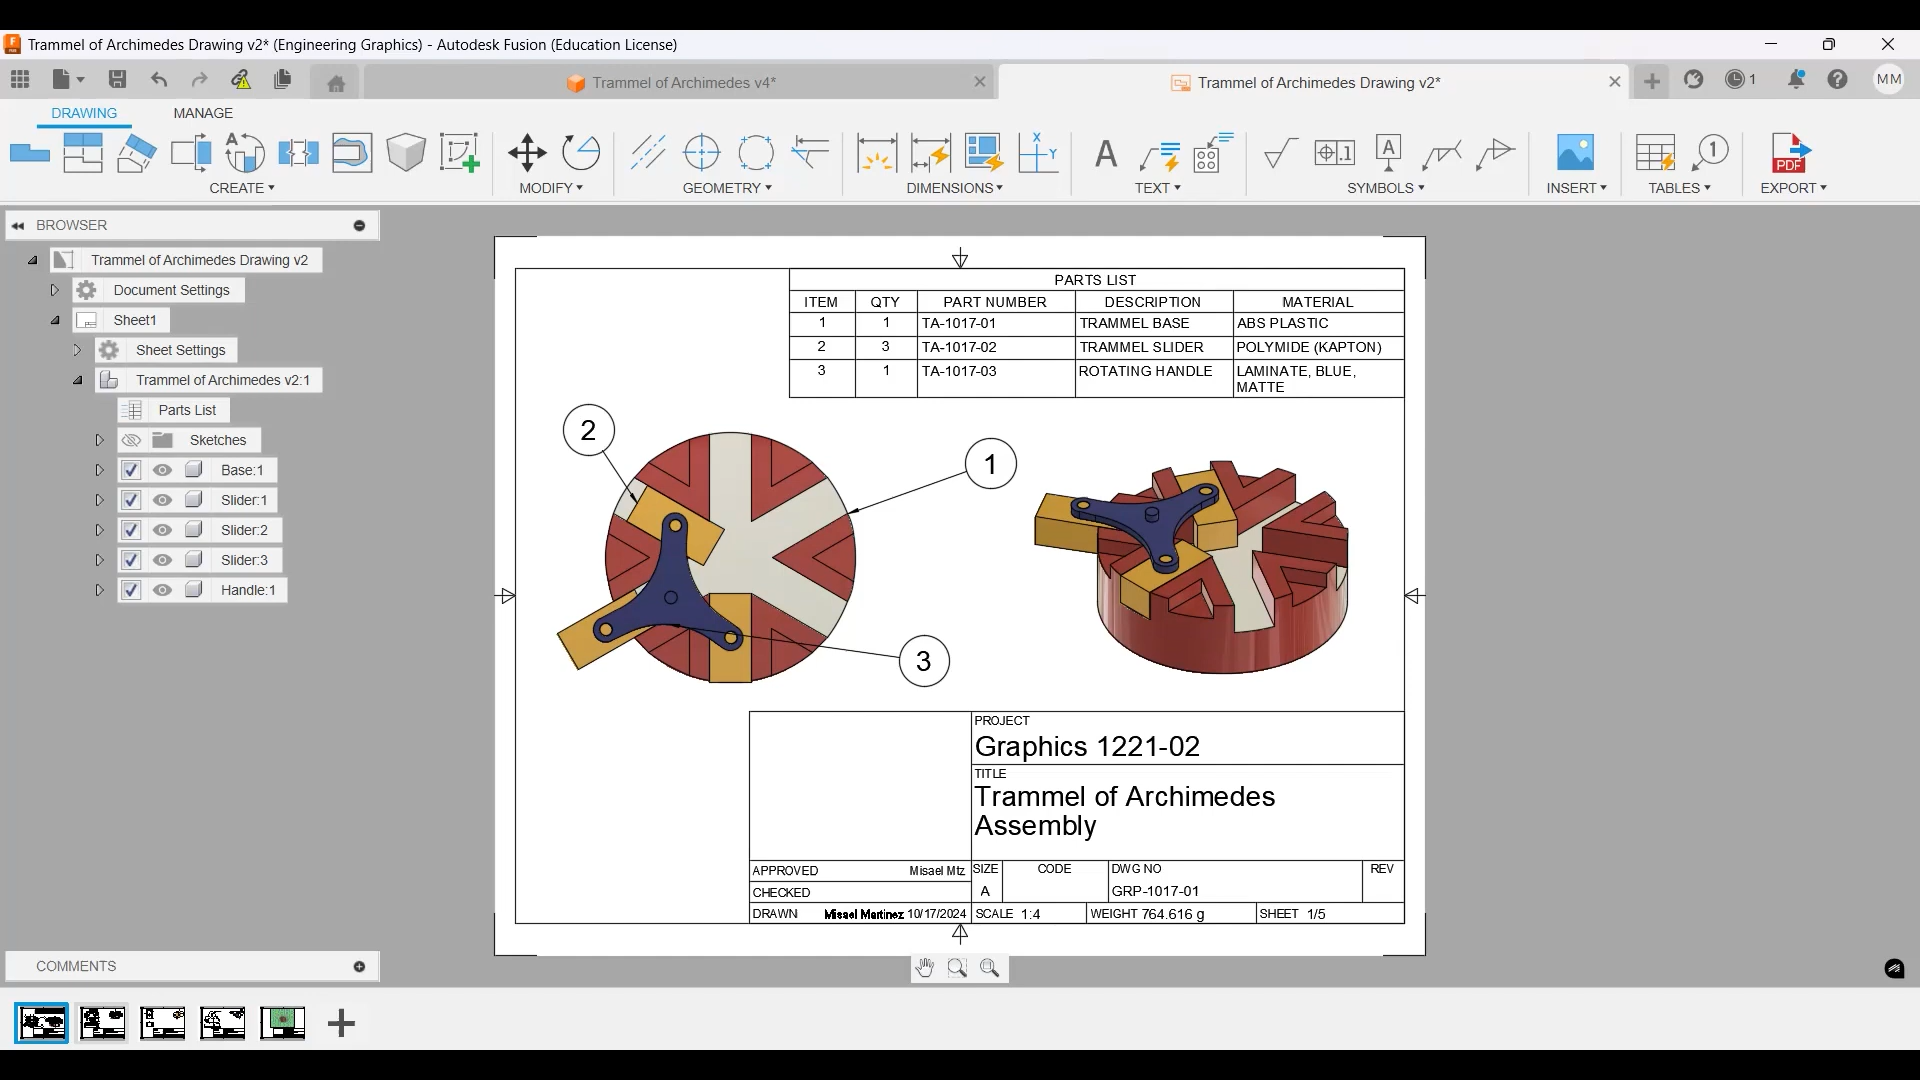 Trammel of Archimedes Drawing v2* (Engineering Graphics) - Autodesk Fusion (Education License)
Trammel of Archimedes v4*
Trammel of Archimedes Drawing v2*
1
MM
DRAWING
MANAGE
CREATE
MODIFY
GEOMETRY
DIMENSIONS
TEXT
SYMBOLS
INSERT
TABLES
EXPORT
BROWSER
Trammel of Archimedes Drawing v2
Document Settings
Sheet1
Sheet Settings
Trammel of Archimedes v2:1
Parts List
Sketches
Base:1
Slider:1
Slider:2
Slider:3
Handle:1
COMMENTS
PARTS LIST
ITEM QTY PART NUMBER DESCRIPTION MATERIAL
1 1 TA-1017-01 TRAMMEL BASE ABS PLASTIC
2 3 TA-1017-02 TRAMMEL SLIDER POLYMIDE (KAPTON)
3 1 TA-1017-03 ROTATING HANDLE LAMINATE, BLUE,
MATTE
2
1
3
PROJECT
Graphics 1221-02
TITLE
Trammel of Archimedes
Assembly
APPROVED Misael Mtz
CHECKED
DRAWN Misael Martinez 10/17/2024
SIZE CODE DWG NO REV
A GRP-1017-01
SCALE 1:4 WEIGHT 764.616 g SHEET 1/5